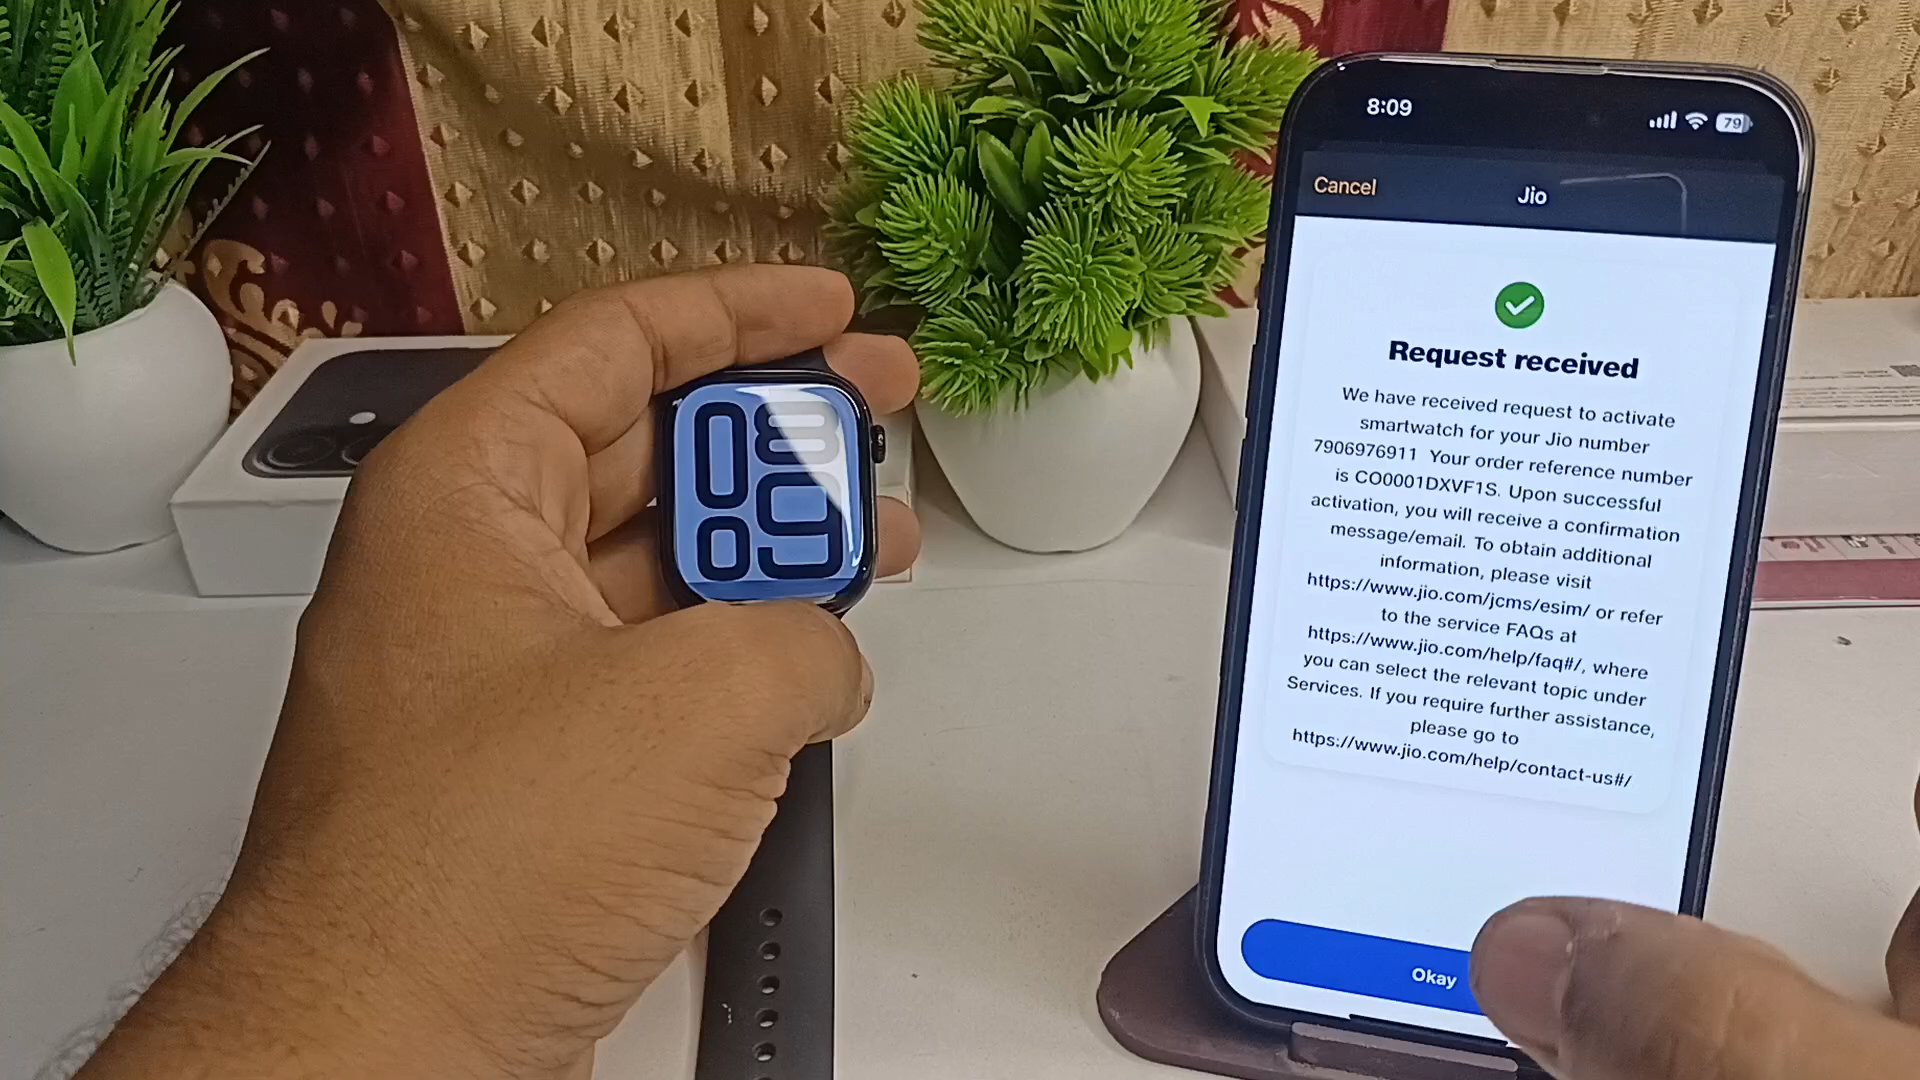 08
09
8:09
79
Cancel
Jio
Request received
We have received request to activate
smartwatch for your Jio number
7906976911 Your order reference number
is CO0001DXVF1S. Upon successful
activation, you will receive a confirmation
message/email. To obtain additional
information, please visit
https://www.jio.com/jcms/esim/ or refer
to the service FAQs at
https://www.jio.com/help/faq#/, where
you can select the relevant topic under
Services. If you require further assistance,
please go to
https://www.jio.com/help/contact-us#/
Okay